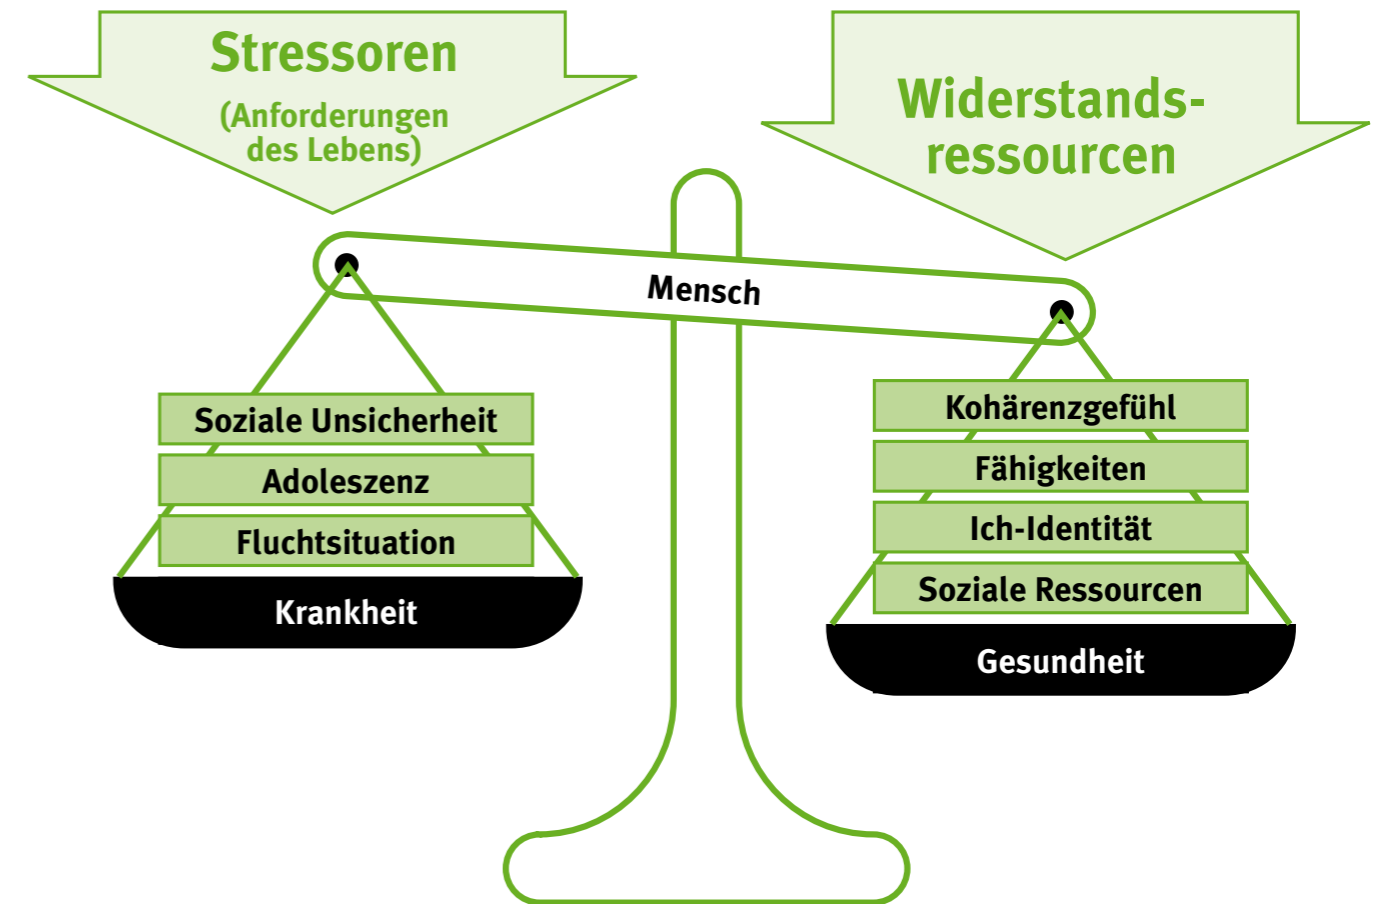 Stressoren
(Anforderungen
des Lebens)
Widerstands-
ressourcen
Mensch
Soziale Unsicherheit
Adoleszenz
Fluchtsituation
Krankheit
Kohärenzgefühl
Fähigkeiten
Ich-Identität
Soziale Ressourcen
Gesundheit